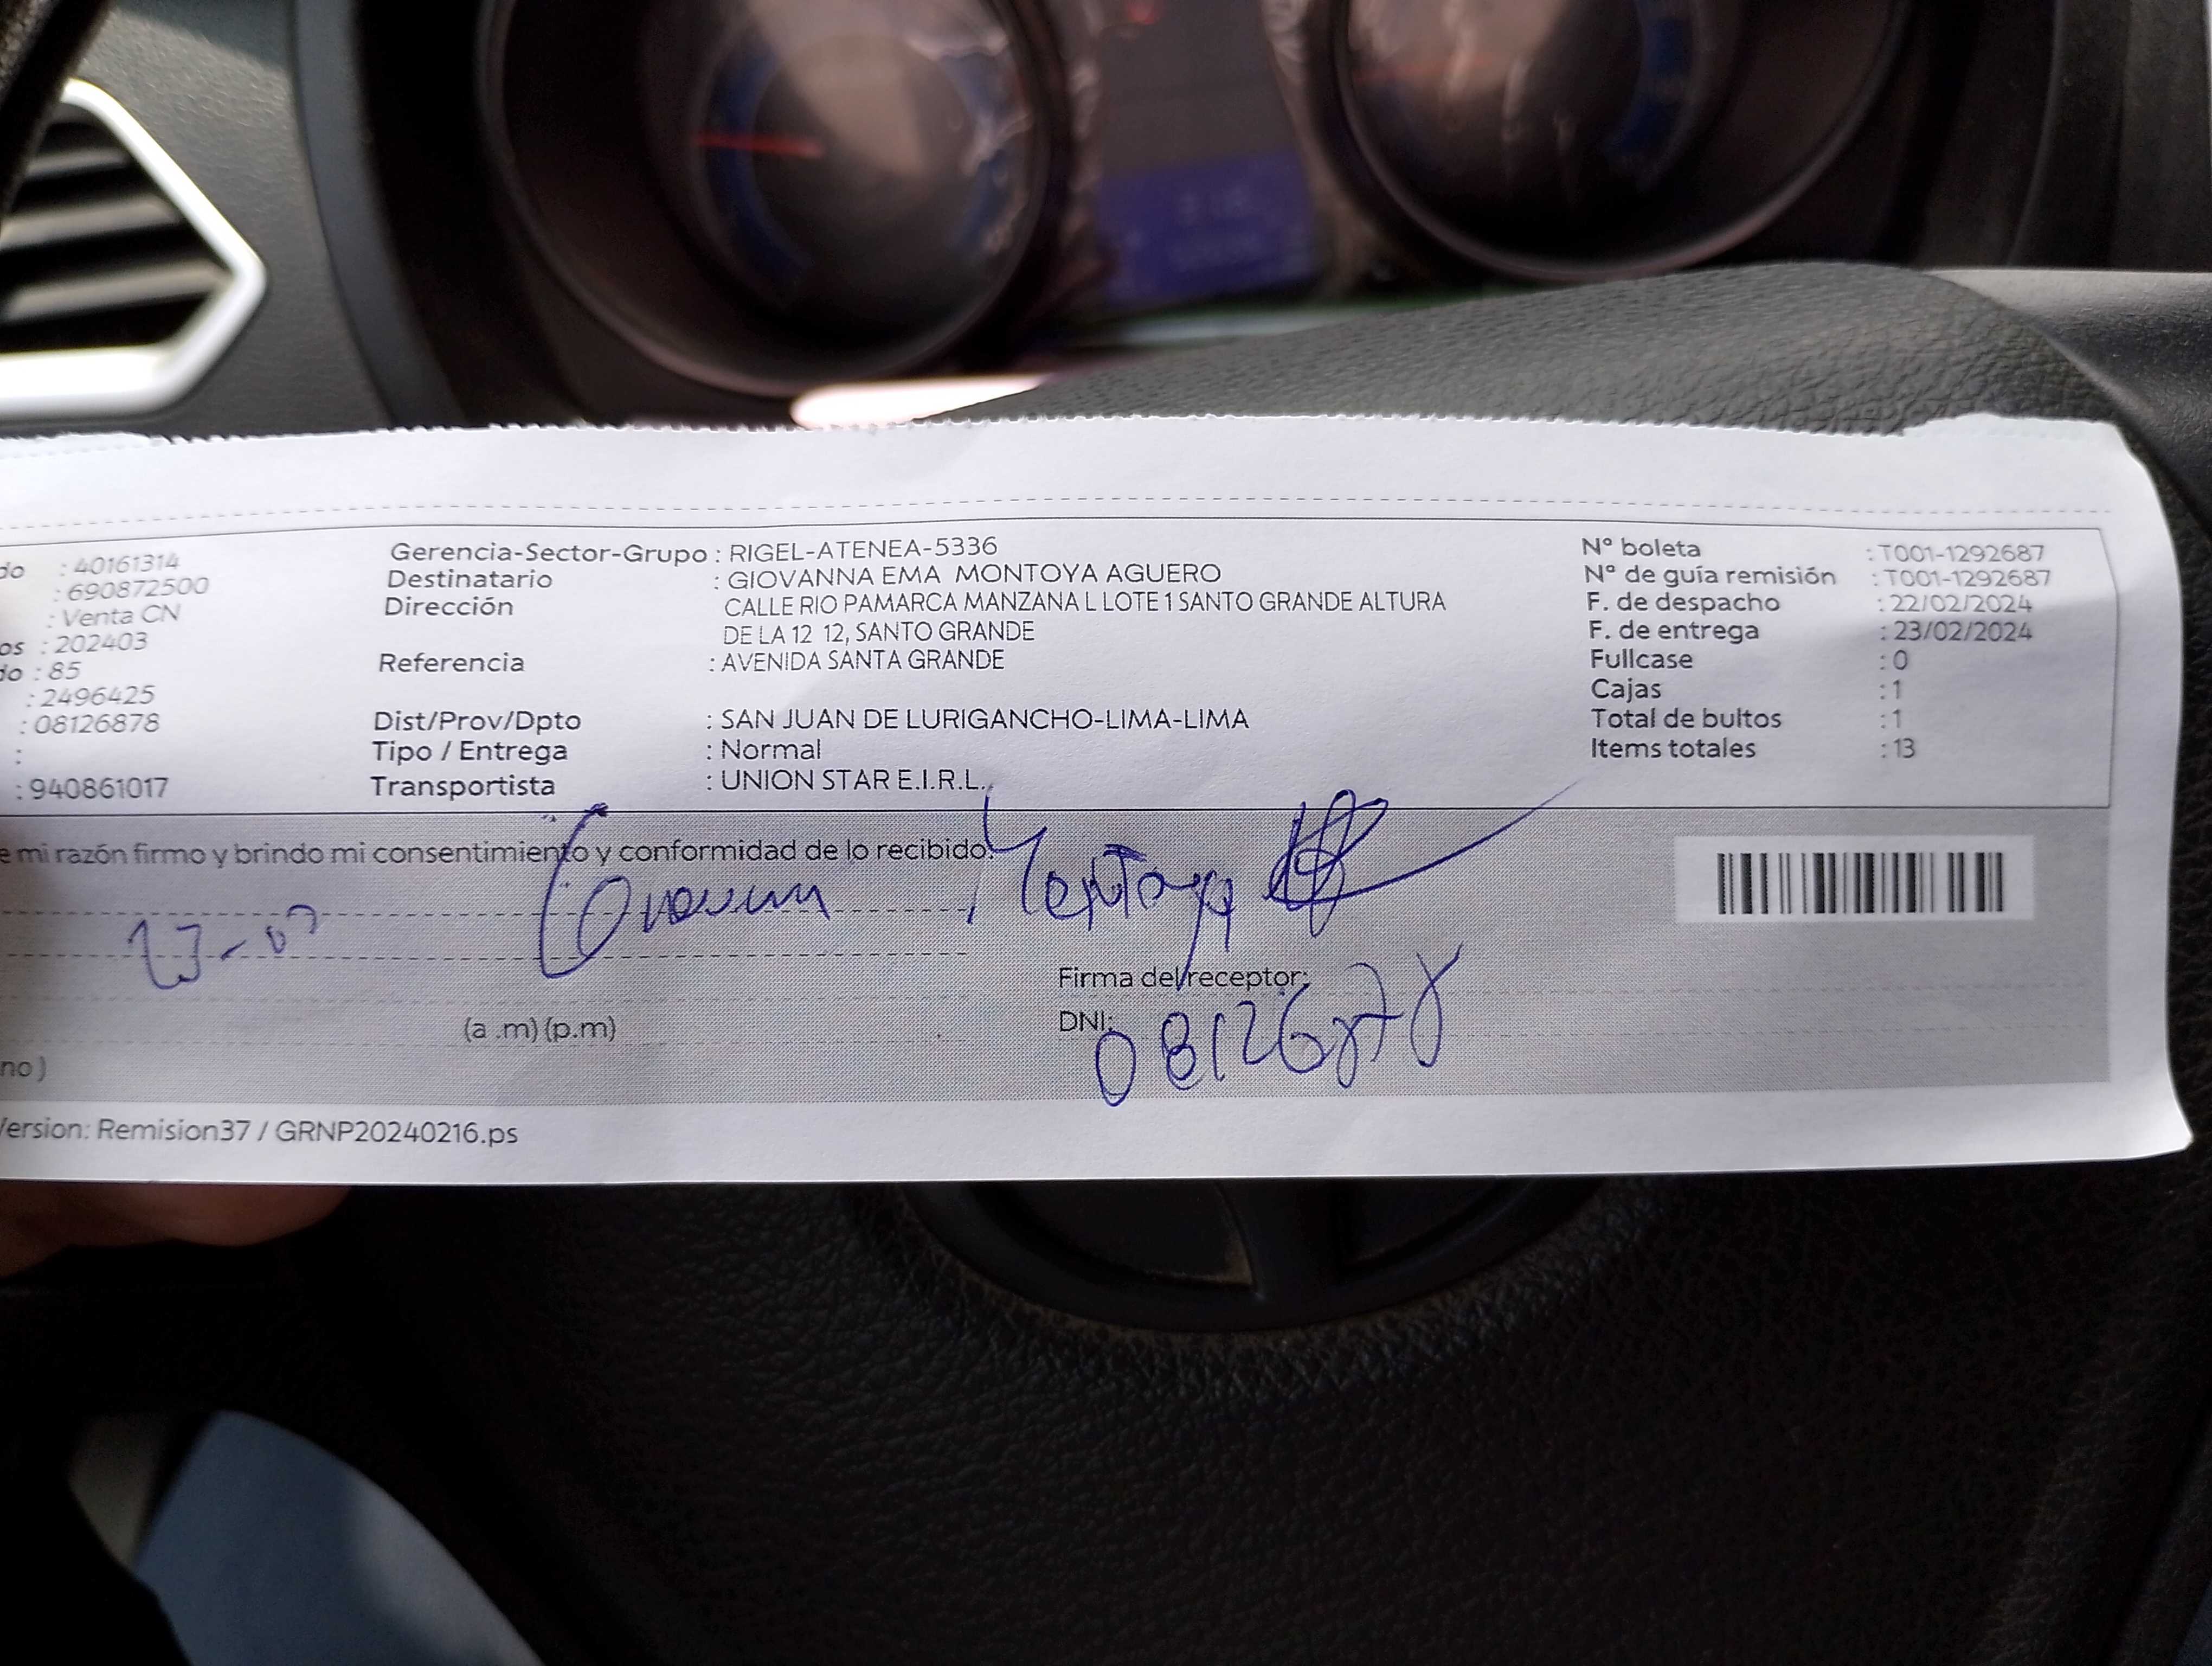 do : 40161314
: 690872500
: Venta CN
os : 202403
do : 85
: 2496425
: 08126878
:
: 940861017
Gerencia-Sector-Grupo : RIGEL-ATENEA-5336
Destinatario : GIOVANNA EMA MONTOYA AGUERO
Dirección CALLE RIO PAMARCA MANZANA L LOTE 1 SANTO GRANDE ALTURA
DE LA 12 12, SANTO GRANDE
Referencia : AVENIDA SANTA GRANDE
Dist/Prov/Dpto : SAN JUAN DE LURIGANCHO-LIMA-LIMA
Tipo / Entrega : Normal
Transportista : UNION STAR E.I.R.L.
Nº boleta : T001-1292687
Nº de guía remisión : T001-1292687
F. de despacho : 22/02/2024
F. de entrega : 23/02/2024
Fullcase : 0
Cajas : 1
Total de bultos : 1
Items totales : 13
e mi razón firmo y brindo mi consentimiento y conformidad de lo recibido.
Montoya
23-02
Firma del receptor:
(a .m) (p.m)
DNI: 08126878
no )
Version: Remision37 / GRNP20240216.ps